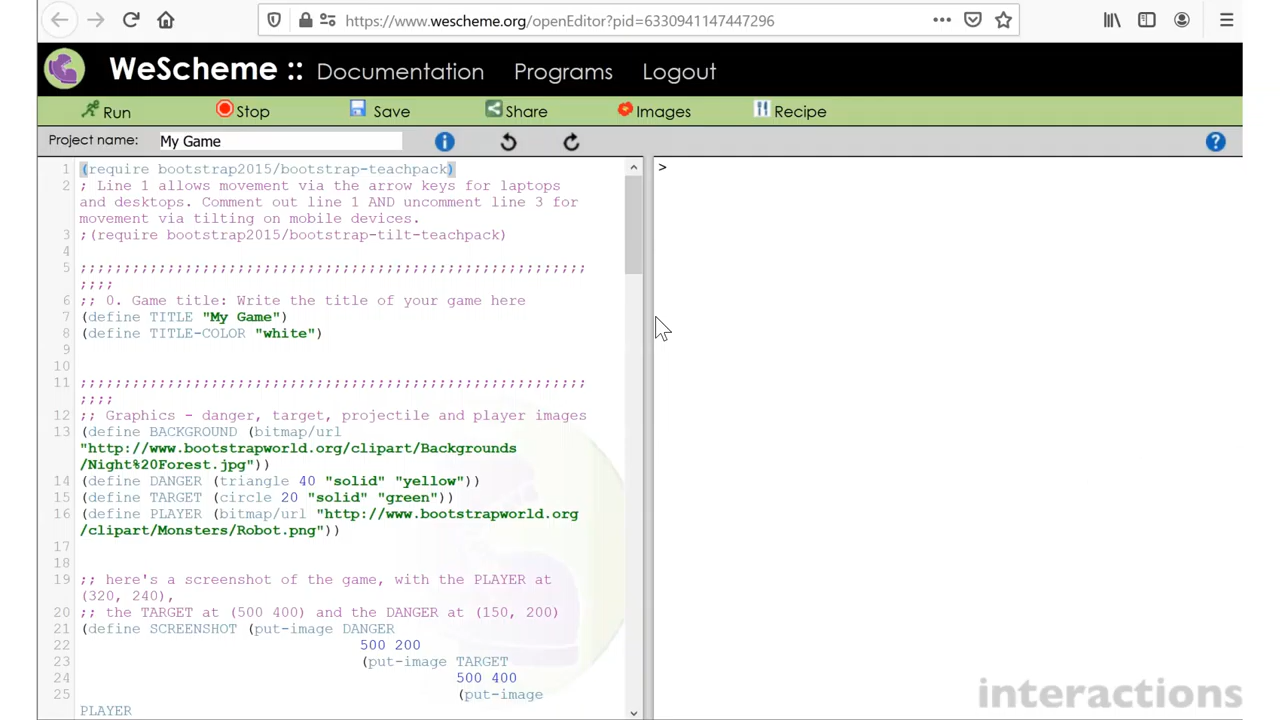 https://www.wescheme.org/openEditor?pid=6330941147447296
WeScheme :: Documentation Programs Logout
Run Stop Save Share Images Recipe
Project name: My Game
1 (require bootstrap2015/bootstrap-teachpack)
2 ; Line 1 allows movement via the arrow keys for laptops
and desktops. Comment out line 1 AND uncomment line 3 for
movement via tilting on mobile devices.
3 ;(require bootstrap2015/bootstrap-tilt-teachpack)
4
5 ;;;;;;;;;;;;;;;;;;;;;;;;;;;;;;;;;;;;;;;;;;;;;;;;;;;;;;;;;;
;;;;
6 ;; 0. Game title: Write the title of your game here
7 (define TITLE "My Game")
8 (define TITLE-COLOR "white")
9
10
11 ;;;;;;;;;;;;;;;;;;;;;;;;;;;;;;;;;;;;;;;;;;;;;;;;;;;;;;;;;;
;;;;
12 ;; Graphics - danger, target, projectile and player images
13 (define BACKGROUND (bitmap/url
"http://www.bootstrapworld.org/clipart/Backgrounds
/Night%20Forest.jpg"))
14 (define DANGER (triangle 40 "solid" "yellow"))
15 (define TARGET (circle 20 "solid" "green"))
16 (define PLAYER (bitmap/url "http://www.bootstrapworld.org
/clipart/Monsters/Robot.png"))
17
18
19 ;; here's a screenshot of the game, with the PLAYER at
(320, 240),
20 ;; the TARGET at (500 400) and the DANGER at (150, 200)
21 (define SCREENSHOT (put-image DANGER
22 500 200
23 (put-image TARGET
24 500 400
25 (put-image
PLAYER
>
interactions